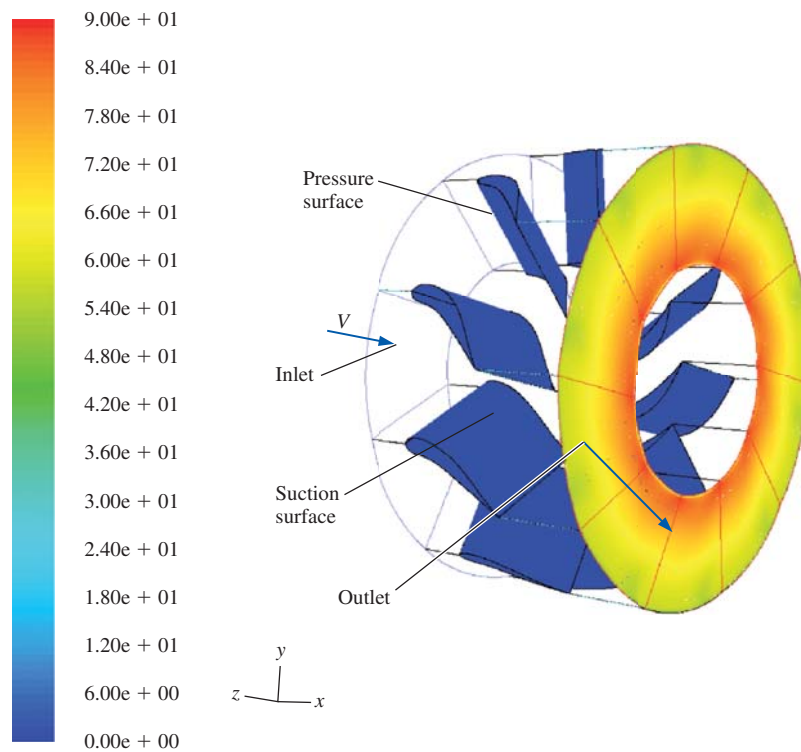 9.00e + 01
8.40e + 01
7.80e + 01
7.20e + 01
6.60e + 01
6.00e + 01
5.40e + 01
4.80e + 01
4.20e + 01
3.60e + 01
3.00e + 01
2.40e + 01
1.80e + 01
1.20e + 01
6.00e + 00
0.00e + 00
Pressure
surface
V
Inlet
Suction
surface
Outlet
y
z
x